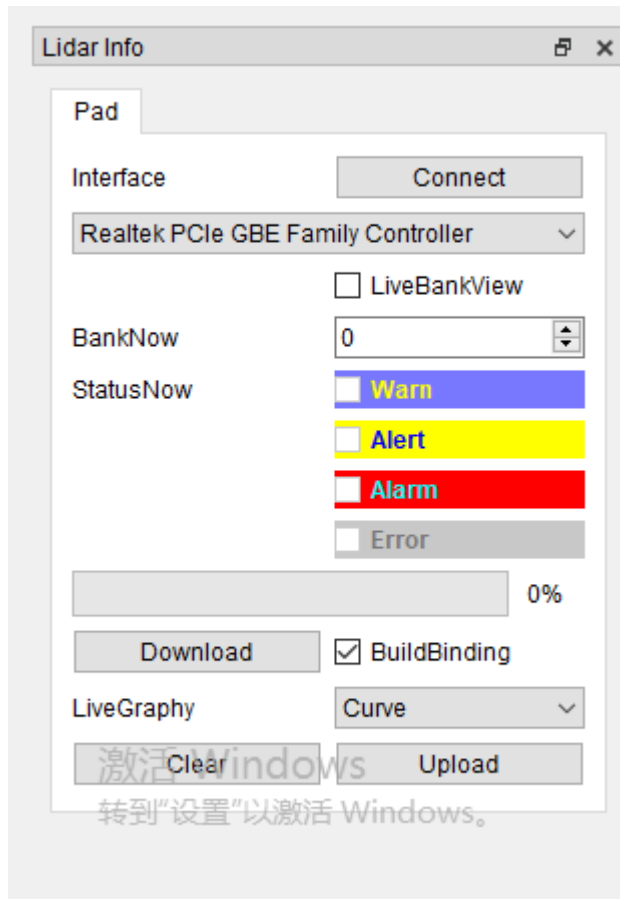 Lidar Info
Pad
Interface
Connect
Realtek PCIe GBE Family Controller
LiveBankView
BankNow
0
StatusNow
Warn
Alert
Alarm
Error
0%
Download
BuildBinding
LiveGraphy
Curve
Clear
Upload
激活 Windows
转到“设置”以激活 Windows。